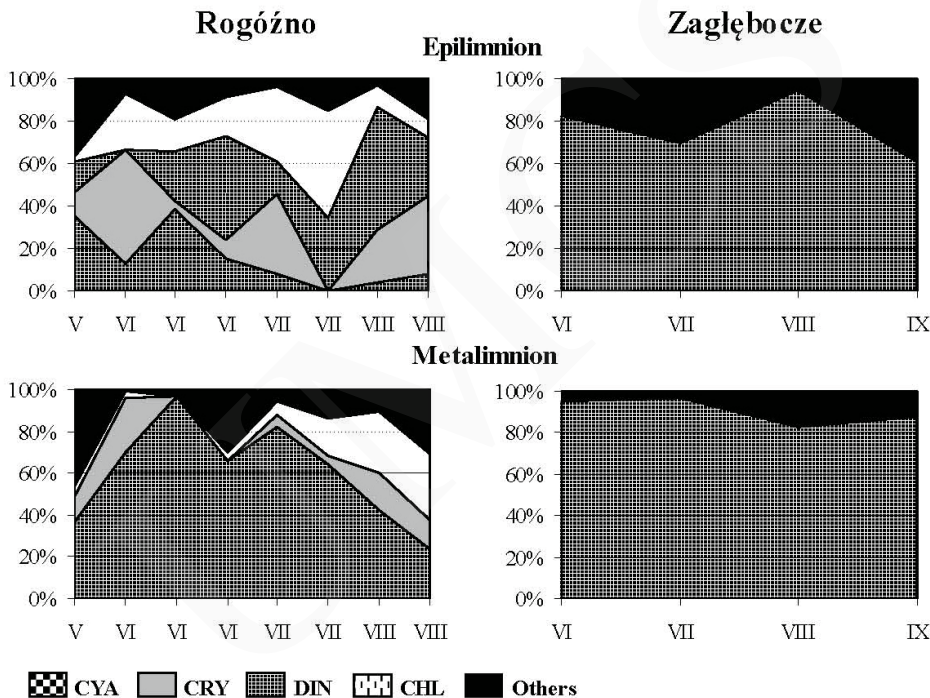 Rogóźno
Zagłębocze
Epilimnion
100%
80%
60%
40%
20%
0%
V VI VI VI VII VII VIII VIII
100%
80%
60%
40%
20%
0%
VI VII VIII IX
Metalimnion
100%
80%
60%
40%
20%
0%
V VI VI VI VII VII VIII VIII
100%
80%
60%
40%
20%
0%
VI VII VIII IX
CYA CRY DIN CHL Others
UMCS